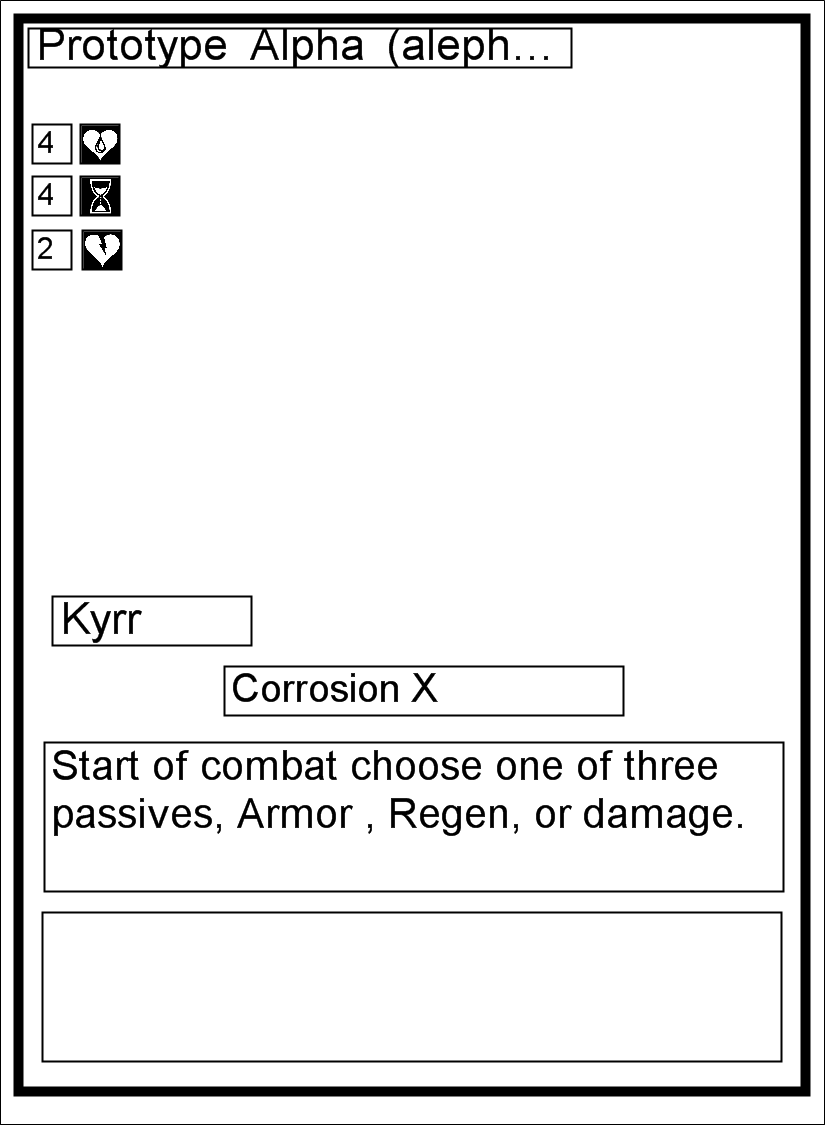 Prototype Alpha (aleph...
4
4
2
Kyrr
Corrosion X
Start of combat choose one of three
passives, Armor , Regen, or damage.